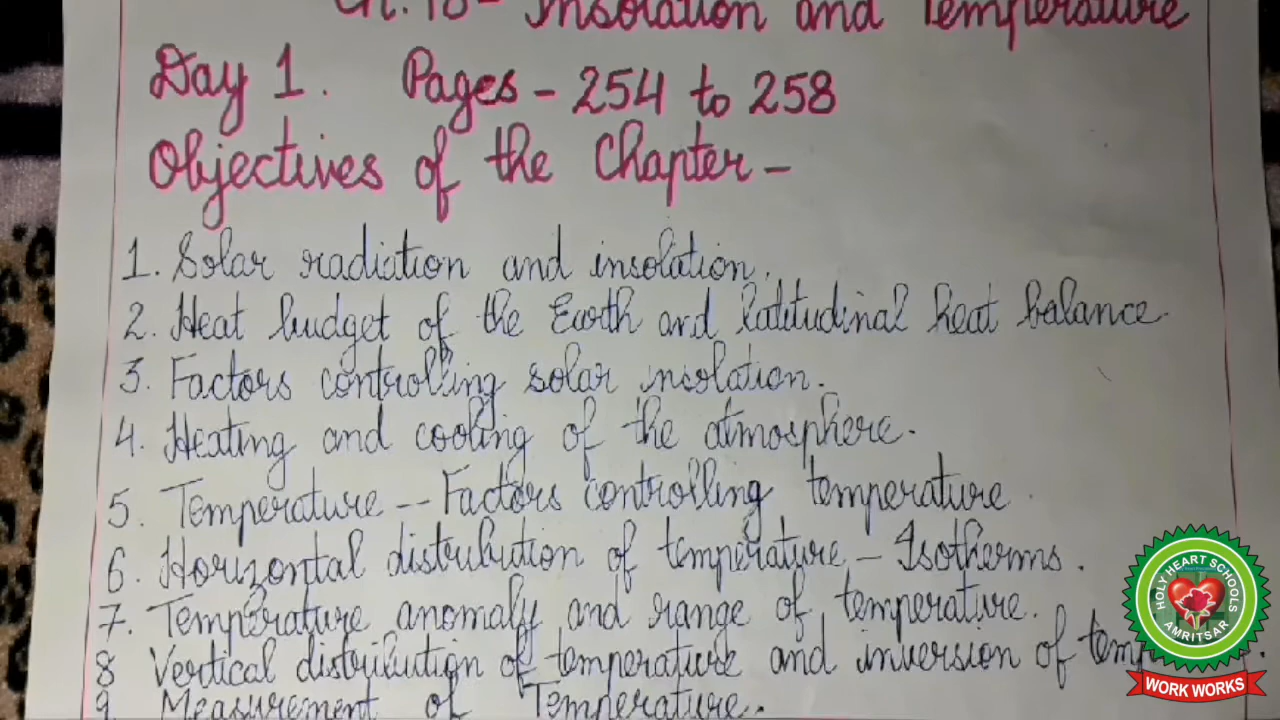 Ch. 18- Insolation and Temperature
Day 1. Pages - 254 to 258
Objectives of the Chapter -
1. Solar radiation and insolation.
2. Heat budget of the Earth and latitudinal heat balance.
3. Factors controlling solar insolation.
4. Heating and cooling of the atmosphere.
5. Temperature - Factors controlling temperature.
6. Horizontal distribution of temperature - Isotherms.
7. Temperature anomaly and range of temperature.
8 Vertical distribution of temperature and inversion of
9. Measurement of Temperature.
HOLY HEART SCHOOLS
AMRITSAR
WORK WORKS